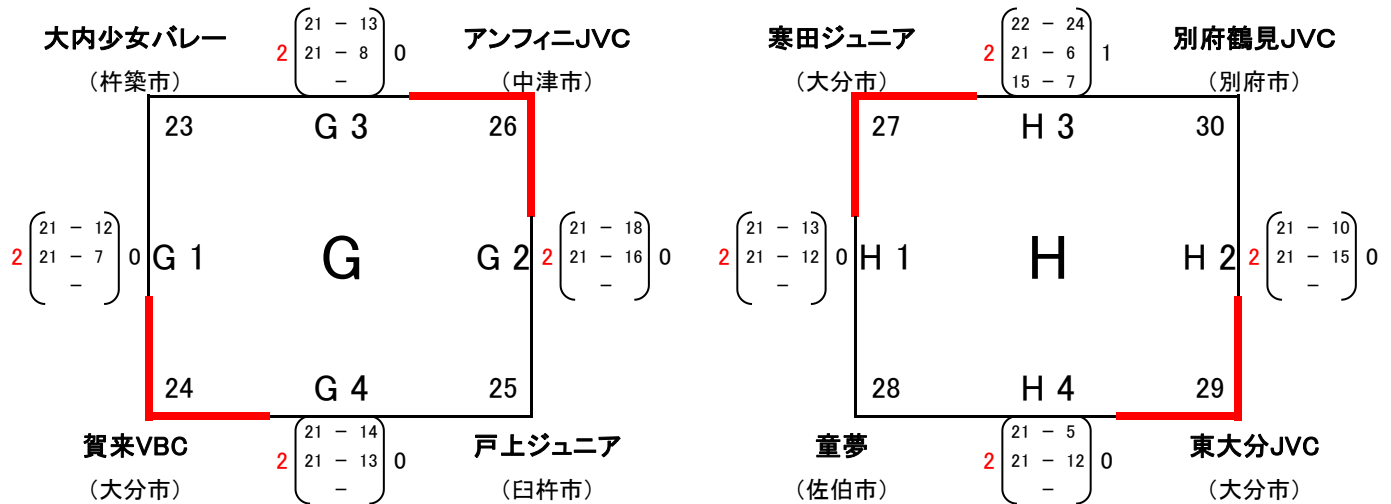 大内少女バレー
（杵築市）
2 21 － 13 0
21 － 8
－
アンフィニJVC
（中津市）
23
G 3
26
2 21 － 12 0
21 － 7
－
G 1
G
G 2
2 21 － 18 0
21 － 16
－
24
G 4
25
賀来VBC
（大分市）
2 21 － 14 0
21 － 13
－
戸上ジュニア
（臼杵市）
寒田ジュニア
（大分市）
2 22 － 24 1
21 － 6
15 － 7
別府鶴見JVC
（別府市）
27
H 3
30
2 21 － 13 0
21 － 12
－
H 1
H
H 2
2 21 － 10 0
21 － 15
－
28
H 4
29
童夢
（佐伯市）
2 21 － 5 0
21 － 12
－
東大分JVC
（大分市）